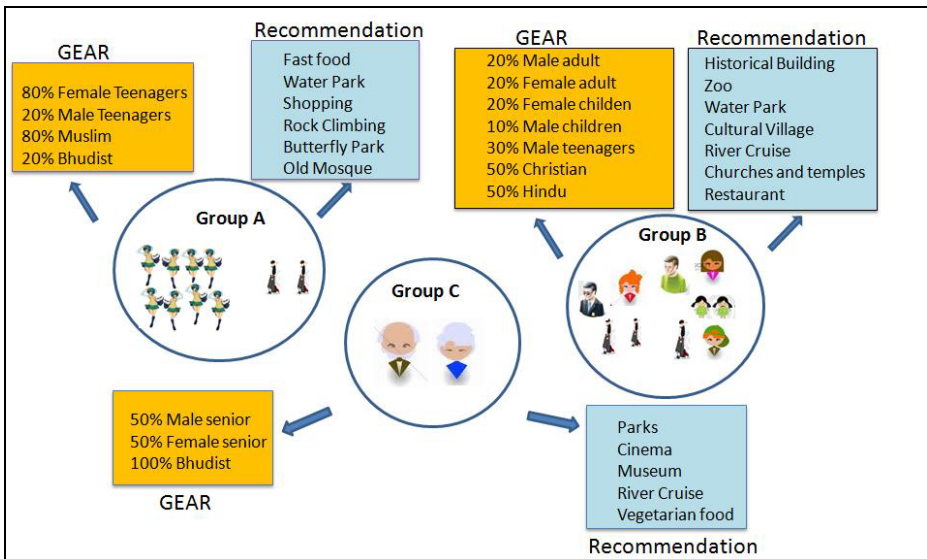 GEAR
80% Female Teenagers
20% Male Teenagers
80% Muslim
20% Bhudist
Recommendation
Fast food
Water Park
Shopping
Rock Climbing
Butterfly Park
Old Mosque
Group A
GEAR
20% Male adult
20% Female adult
20% Female childen
10% Male children
30% Male teenagers
50% Christian
50% Hindu
Recommendation
Historical Building
Zoo
Water Park
Cultural Village
River Cruise
Churches and temples
Restaurant
Group B
Group C
50% Male senior
50% Female senior
100% Bhudist
GEAR
Parks
Cinema
Museum
River Cruise
Vegetarian food
Recommendation